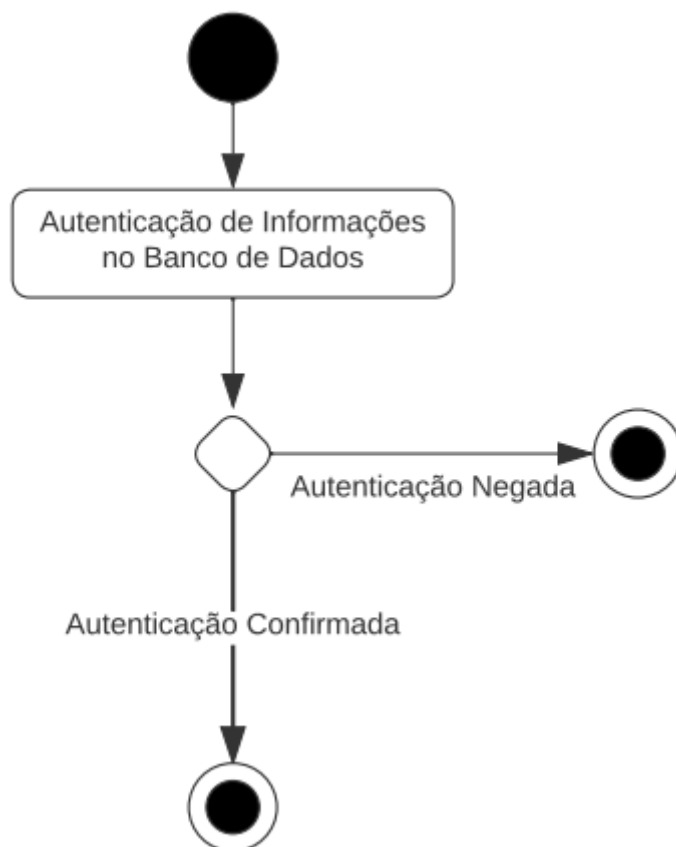 Autenticação de Informações
no Banco de Dados
Autenticação Negada
Autenticação Confirmada